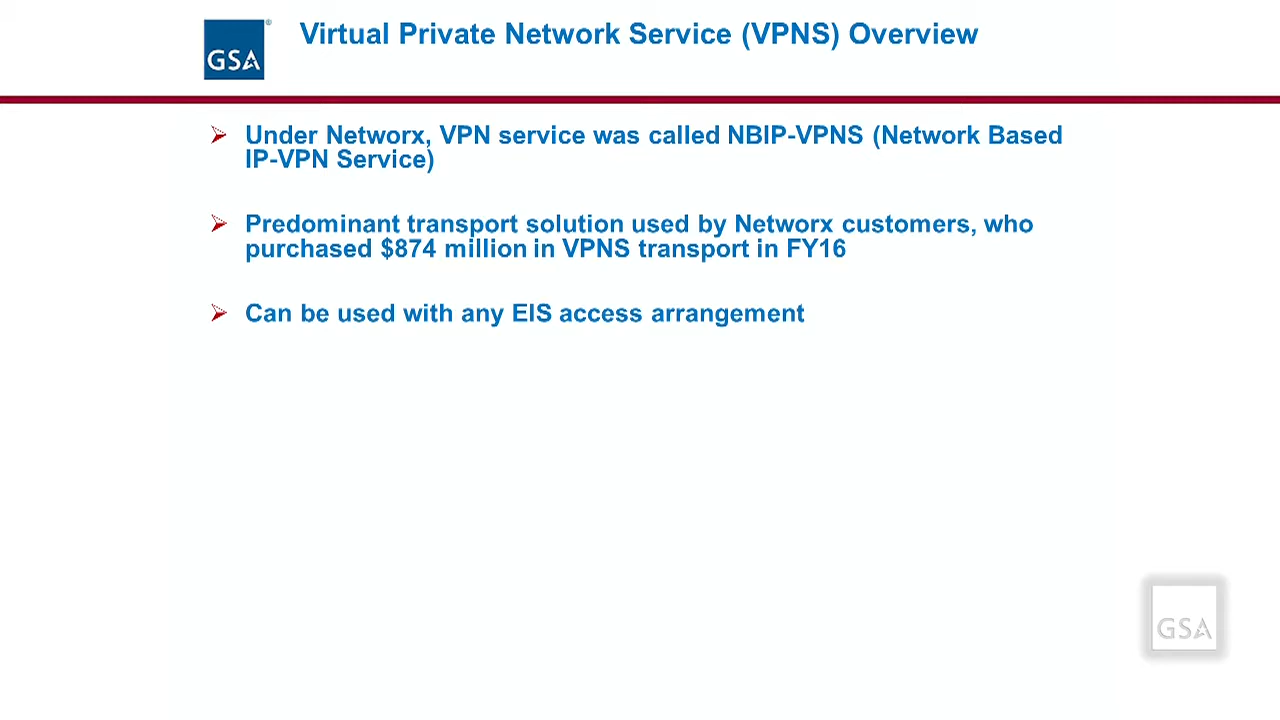 GSA
®
Virtual Private Network Service (VPNS) Overview
Under Networx, VPN service was called NBIP-VPNS (Network Based
IP-VPN Service)
Predominant transport solution used by Networx customers, who
purchased $874 million in VPNS transport in FY16
Can be used with any EIS access arrangement
GSA